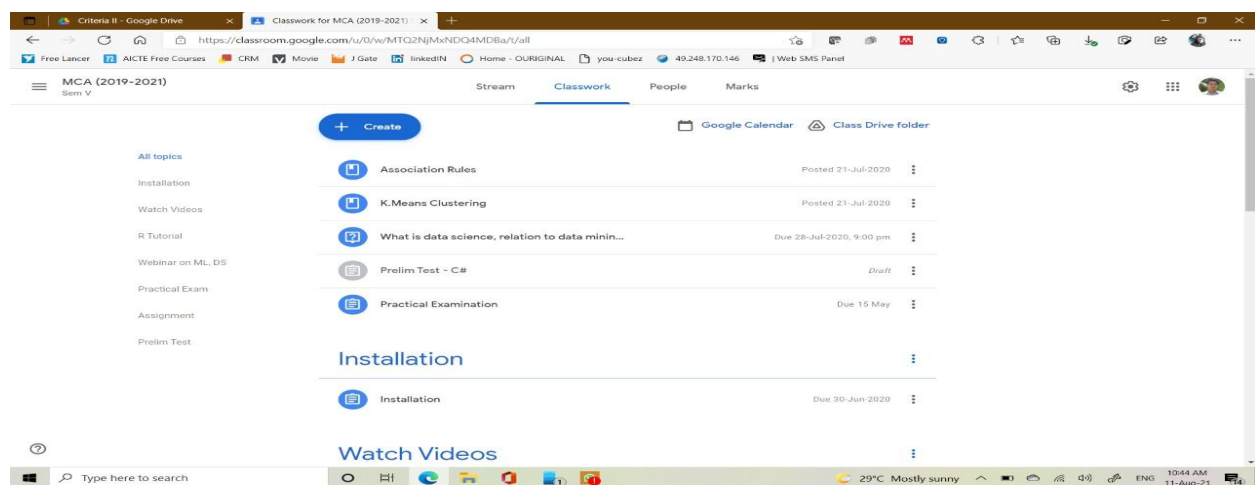 Criteria II - Google Drive
Classwork for MCA (2019-2021)
https://classroom.google.com/u/0/w/MTQ2NjMxNDQ4MDBa/t/all
Free Lancer AICTE Free Courses CRM Movie J Gate linkedIN Home - OURIGINAL you-cubez 49.248.170.146 | Web SMS Panel
MCA (2019-2021)
Sem V
Stream Classwork People Marks
+ Create
Google Calendar Class Drive folder
All topics
Installation
Watch Videos
R Tutorial
Webinar on ML, DS
Practical Exam
Assignment
Prelim Test
Association Rules Posted 21-Jul-2020
K.Means Clustering Posted 21-Jul-2020
What is data science, relation to data minin... Due 28-Jul-2020, 9:00 pm
Prelim Test - C# Draft
Practical Examination Due 15 May
Installation
Installation Due 30-Jun-2020
Watch Videos
Type here to search
29°C Mostly sunny
ENG
10:44 AM
11-Aug-21